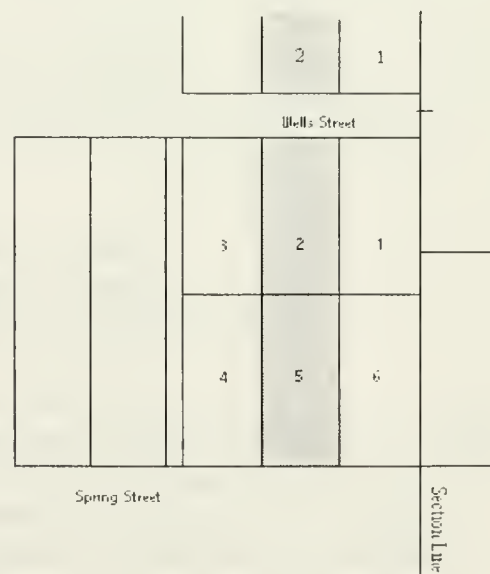 2 1
Wells Street
3 2 1
4 5 6
Spring Street
Section Line